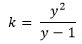 k = y²/(y − 1)